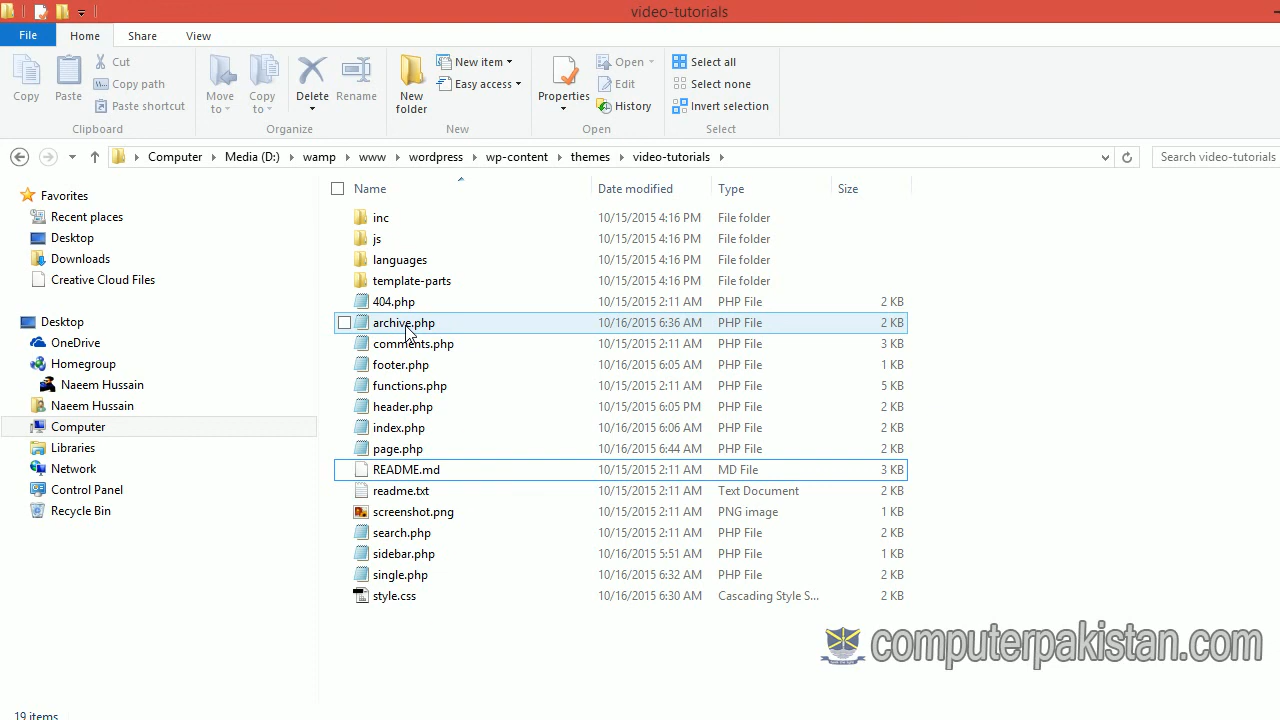 video-tutorials
File Home Share View
Copy
Paste
Cut
Copy path
Paste shortcut
Clipboard
Move to
Copy to
Delete
Rename
Organize
New folder
New item
Easy access
New
Properties
Open
Edit
History
Open
Select all
Select none
Invert selection
Select
Computer Media (D:) wamp www wordpress wp-content themes video-tutorials
Search video-tutorials
Favorites
Recent places
Desktop
Downloads
Creative Cloud Files
Desktop
OneDrive
Homegroup
Naeem Hussain
Naeem Hussain
Computer
Libraries
Network
Control Panel
Recycle Bin
Name Date modified Type Size
inc 10/15/2015 4:16 PM File folder
js 10/15/2015 4:16 PM File folder
languages 10/15/2015 4:16 PM File folder
template-parts 10/15/2015 4:16 PM File folder
404.php 10/15/2015 2:11 AM PHP File 2 KB
archive.php 10/16/2015 6:36 AM PHP File 2 KB
comments.php 10/15/2015 2:11 AM PHP File 3 KB
footer.php 10/16/2015 6:05 AM PHP File 1 KB
functions.php 10/15/2015 2:11 AM PHP File 5 KB
header.php 10/15/2015 6:05 PM PHP File 2 KB
index.php 10/16/2015 6:06 AM PHP File 2 KB
page.php 10/16/2015 6:44 AM PHP File 2 KB
README.md 10/15/2015 2:11 AM MD File 3 KB
readme.txt 10/15/2015 2:11 AM Text Document 2 KB
screenshot.png 10/15/2015 2:11 AM PNG image 1 KB
search.php 10/15/2015 2:11 AM PHP File 2 KB
sidebar.php 10/16/2015 5:51 AM PHP File 1 KB
single.php 10/16/2015 6:32 AM PHP File 2 KB
style.css 10/16/2015 6:30 AM Cascading Style S... 2 KB
computerpakistan.com
19 items